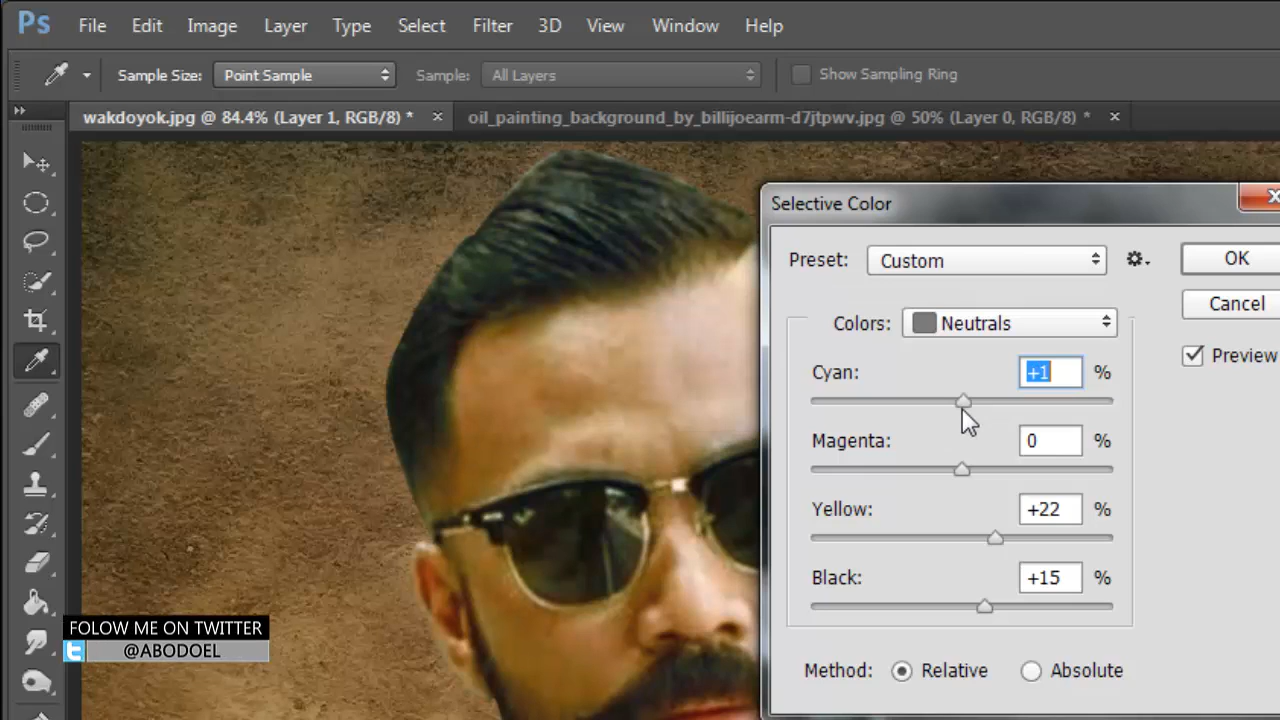 Ps File Edit Image Layer Type Select Filter 3D View Window Help
Sample Size: Point Sample Sample: All Layers Show Sampling Ring
wakdoyok.jpg @ 84.4% (Layer 1, RGB/8) * × oil_painting_background_by_billijoearm-d7jtpwv.jpg @ 50% (Layer 0, RGB/8) * ×
Selective Color
Preset: Custom OK
Cancel
Colors: Neutrals
Preview
Cyan: +1 %
Magenta: 0 %
Yellow: +22 %
Black: +15 %
Method: Relative Absolute
FOLOW ME ON TWITTER
@ABODOEL